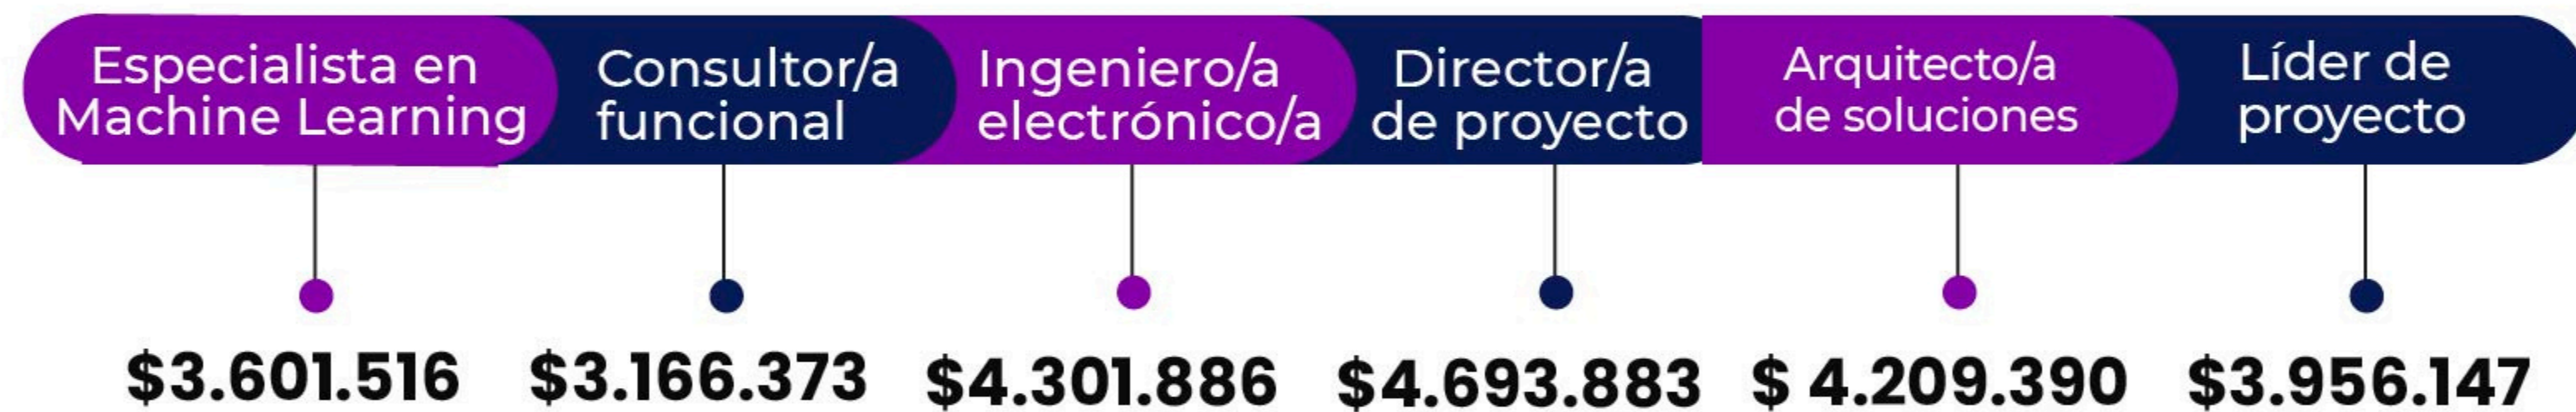 Especialista en
Machine Learning
Consultor/a
funcional
Ingeniero/a
electrónico/a
Director/a
de proyecto
Arquitecto/a
de soluciones
Líder de
proyecto
$3.601.516
$3.166.373
$4.301.886
$4.693.883
$ 4.209.390
$3.956.147